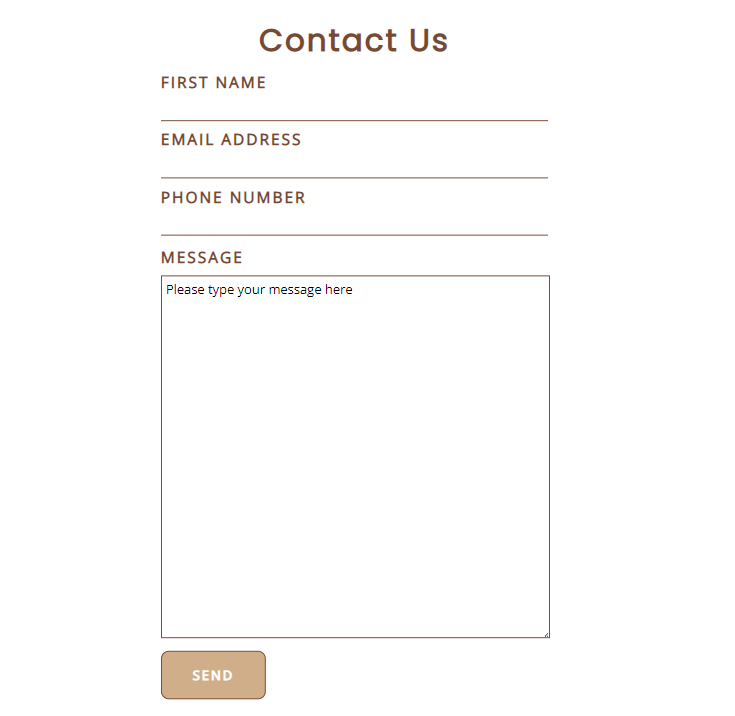 Contact Us
FIRST NAME
EMAIL ADDRESS
PHONE NUMBER
MESSAGE
Please type your message here
SEND